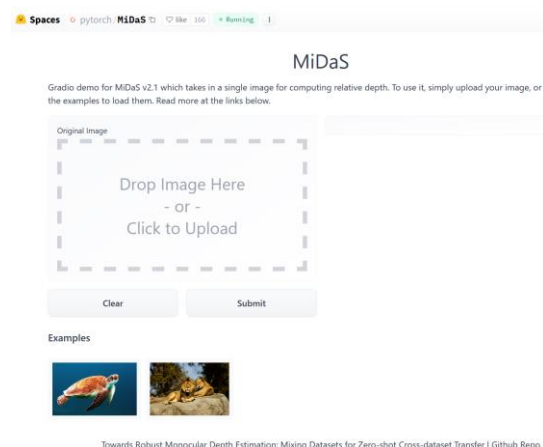 Spaces pytorch/MiDaS like 166 Running
MiDaS
Gradio demo for MiDaS v2.1 which takes in a single image for computing relative depth. To use it, simply upload your image, or
the examples to load them. Read more at the links below.
Original Image
Drop Image Here
- or -
Click to Upload
Clear Submit
Examples
Towards Robust Monocular Depth Estimation: Mixing Datasets for Zero-shot Cross-dataset Transfer | Github Repo